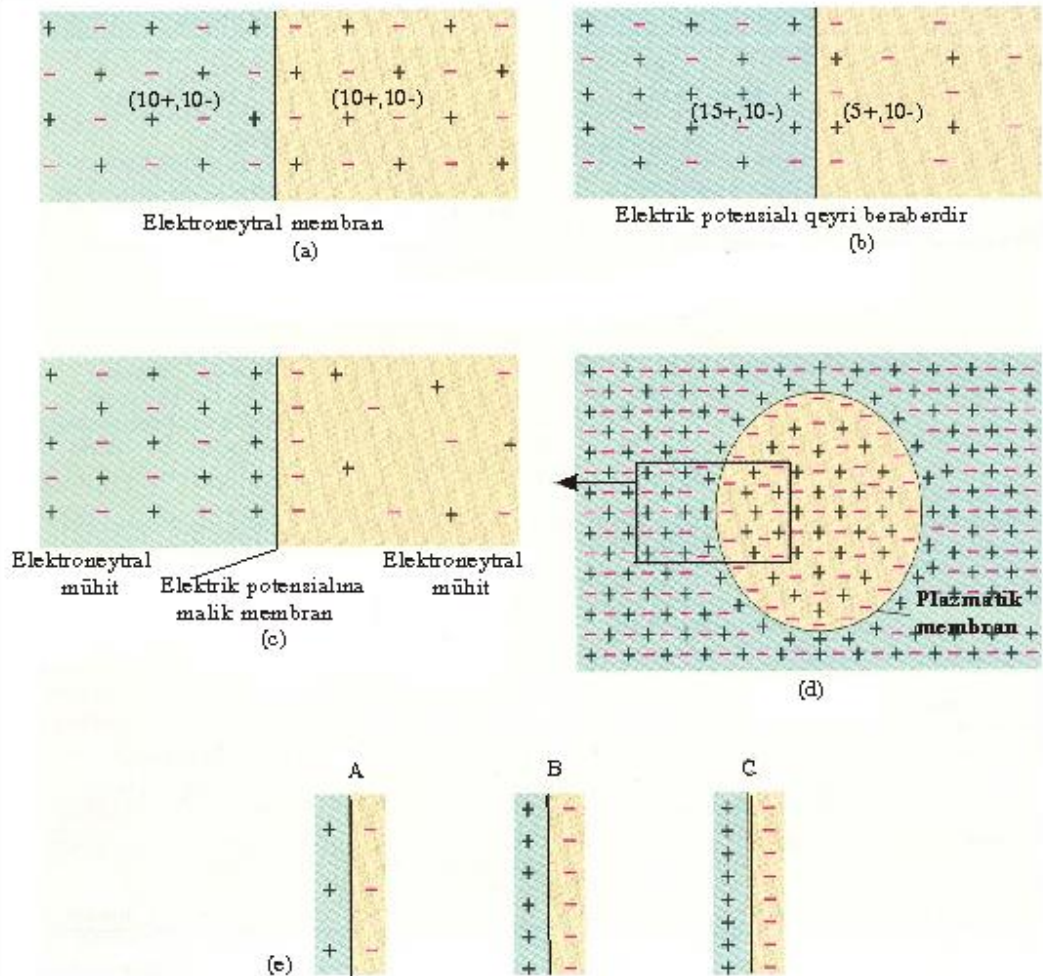 (10+,10-)
(10+,10-)
Elektroneytral membran
(a)
(15+,10-)
(5+,10-)
Elektrik potensialı qeyri bərabərdir
(b)
Elektroneytral
mühit
Elektrik potensialına
malik membran
Elektroneytral
mühit
(c)
Plazmatik
membran
(d)
A
B
C
(e)